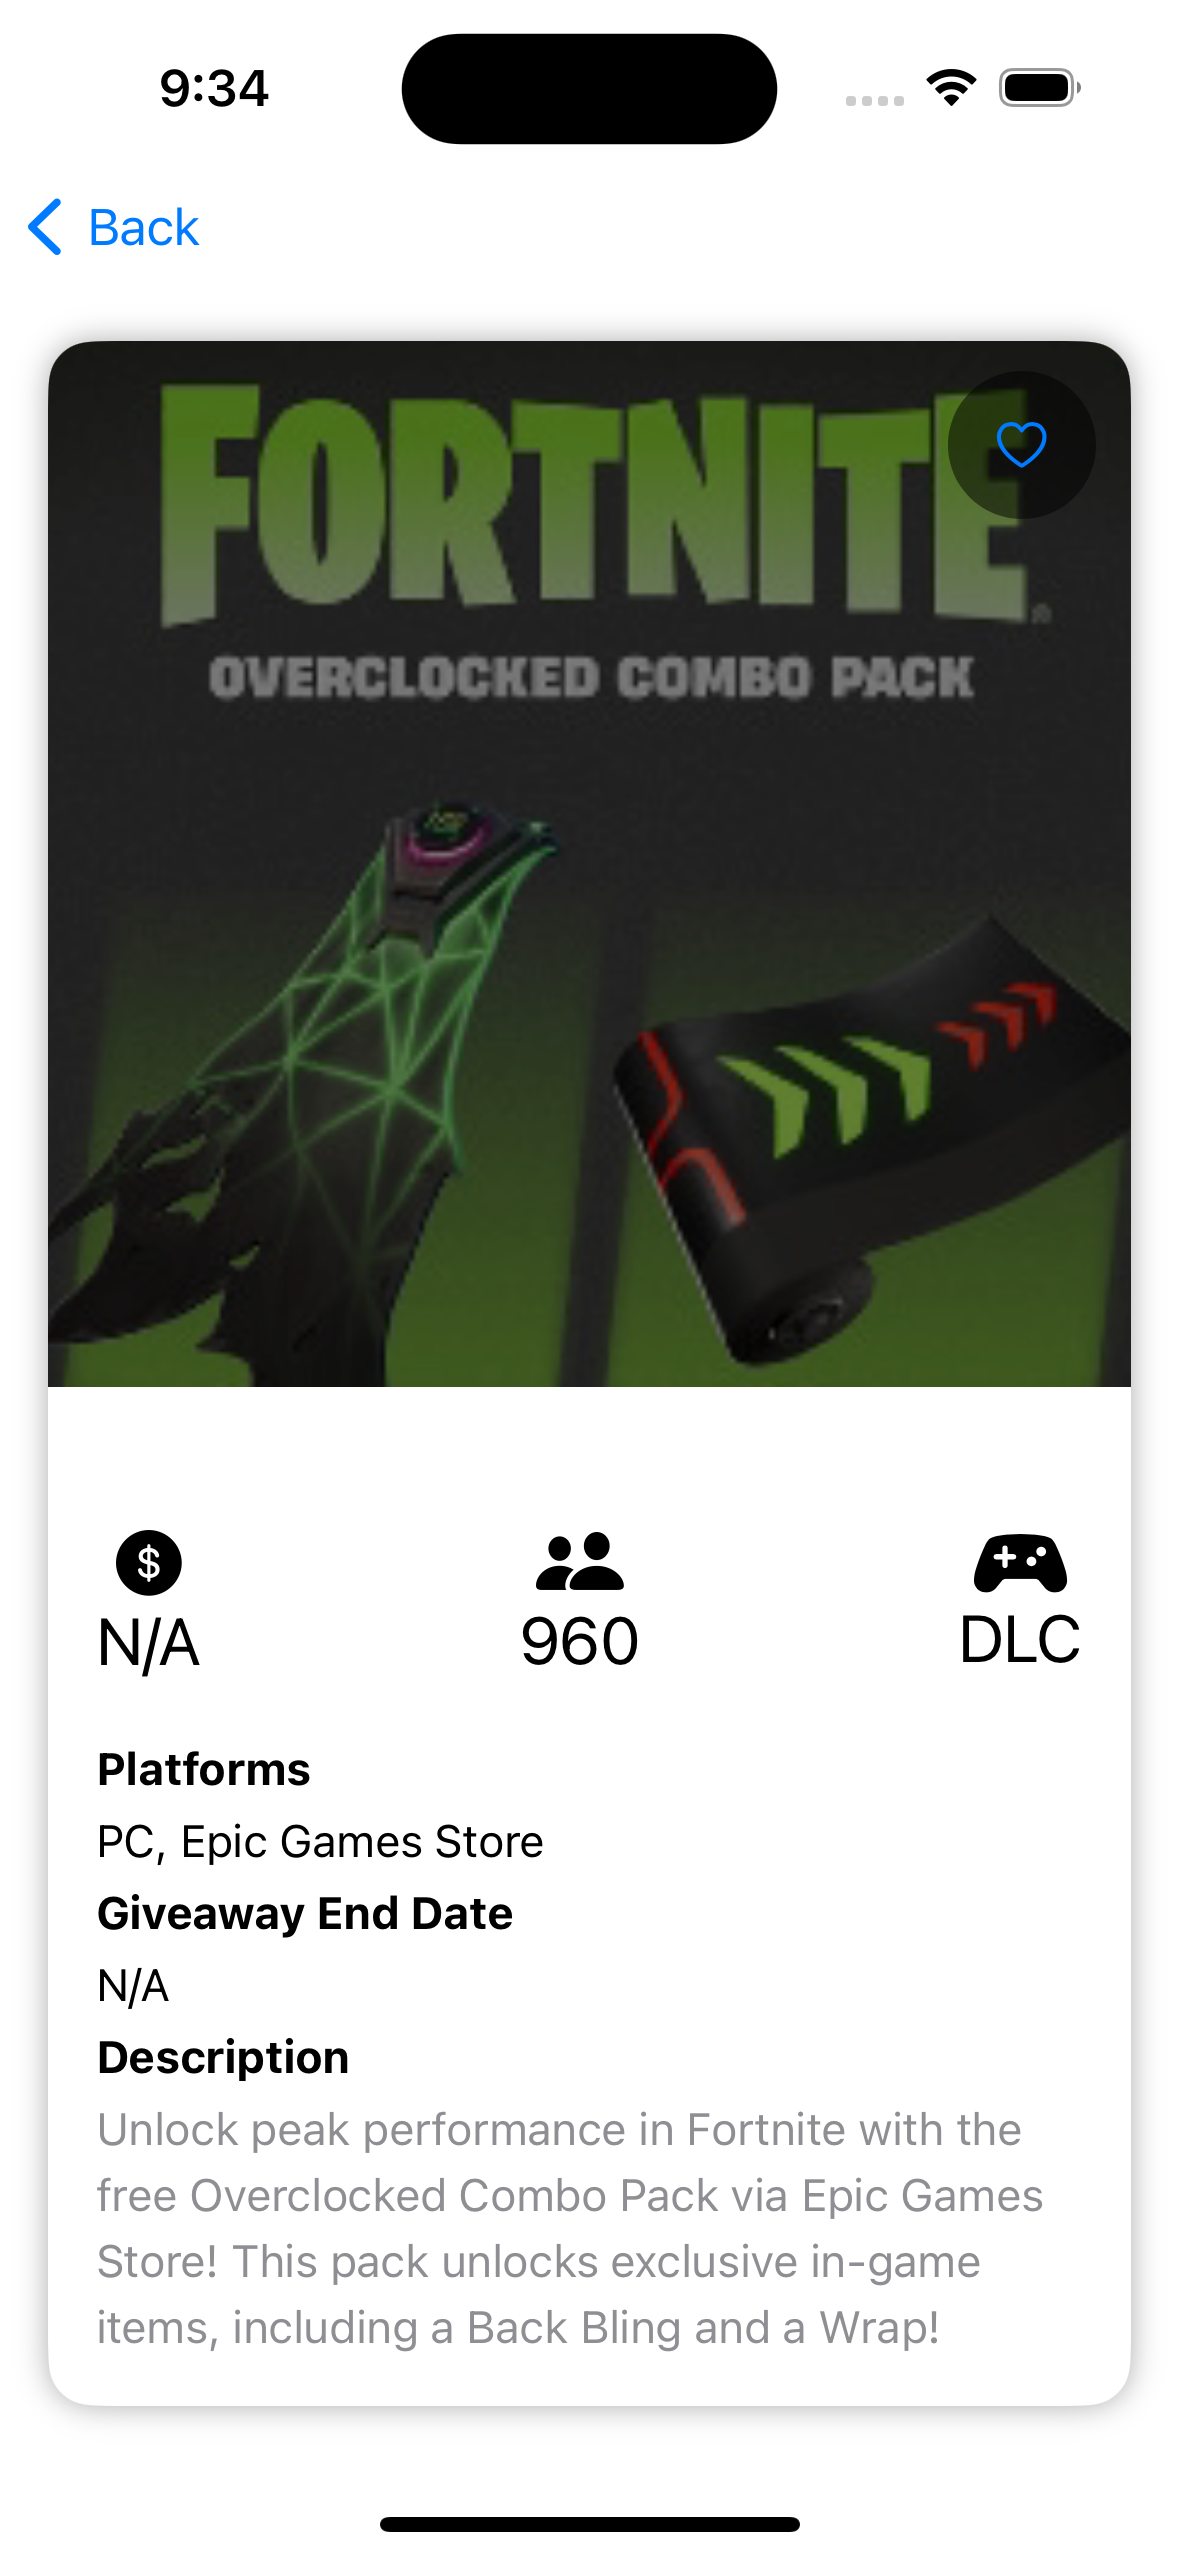 9:34
Back
FORTNITE
OVERCLOCKED COMBO PACK
$
N/A
960
DLC
Platforms
PC, Epic Games Store
Giveaway End Date
N/A
Description
Unlock peak performance in Fortnite with the
free Overclocked Combo Pack via Epic Games
Store! This pack unlocks exclusive in-game
items, including a Back Bling and a Wrap!